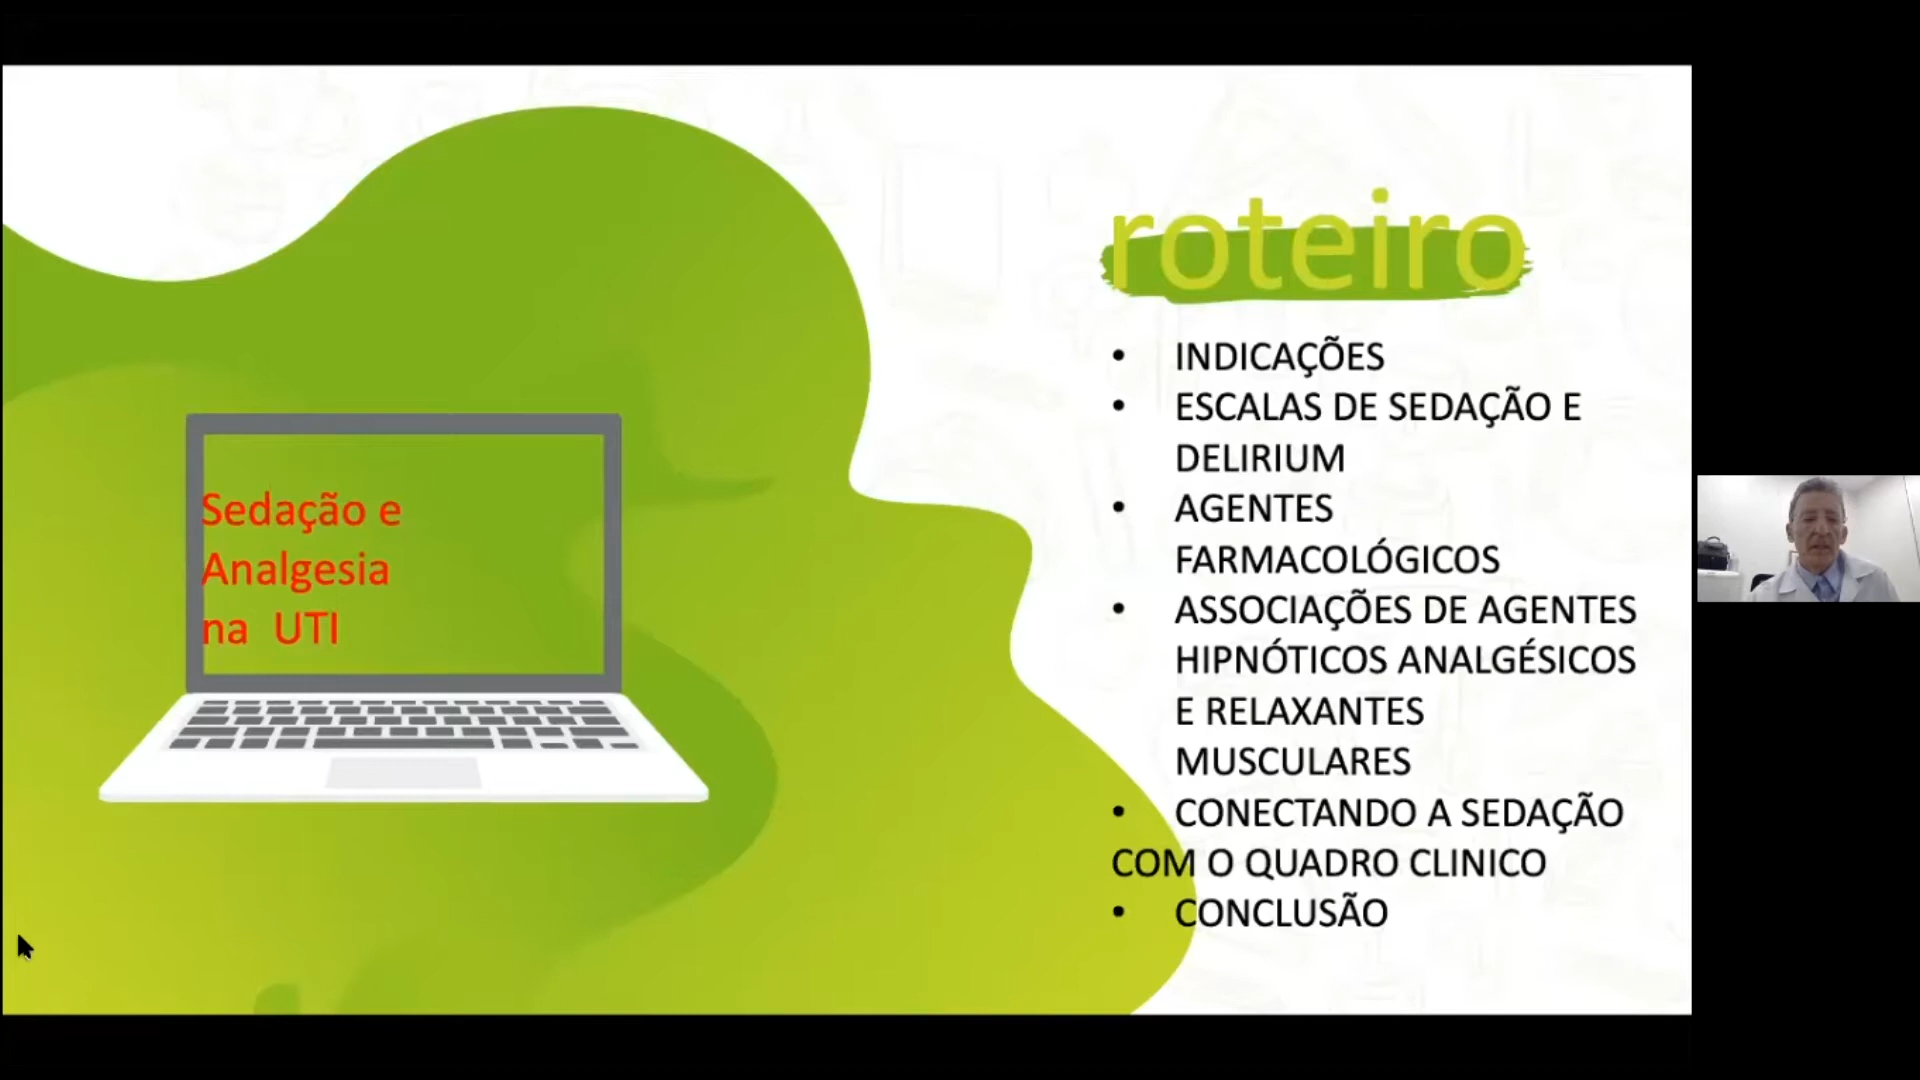 Sedação e
Analgesia
na UTI
roteiro
• INDICAÇÕES
• ESCALAS DE SEDAÇÃO E
DELIRIUM
• AGENTES
FARMACOLÓGICOS
• ASSOCIAÇÕES DE AGENTES
HIPNÓTICOS ANALGÉSICOS
E RELAXANTES
MUSCULARES
• CONECTANDO A SEDAÇÃO
COM O QUADRO CLINICO
• CONCLUSÃO